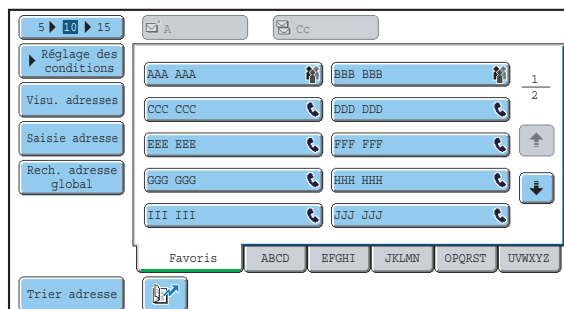 5 10 15
A
Cc
Réglage des
conditions
Visu. adresses
Saisie adresse
Rech. adresse
global
Trier adresse
AAA AAA
BBB BBB
CCC CCC
DDD DDD
EEE EEE
FFF FFF
GGG GGG
HHH HHH
III III
JJJ JJJ
1
2
Favoris
ABCD
EFGHI
JKLMN
OPQRST
UVWXYZ